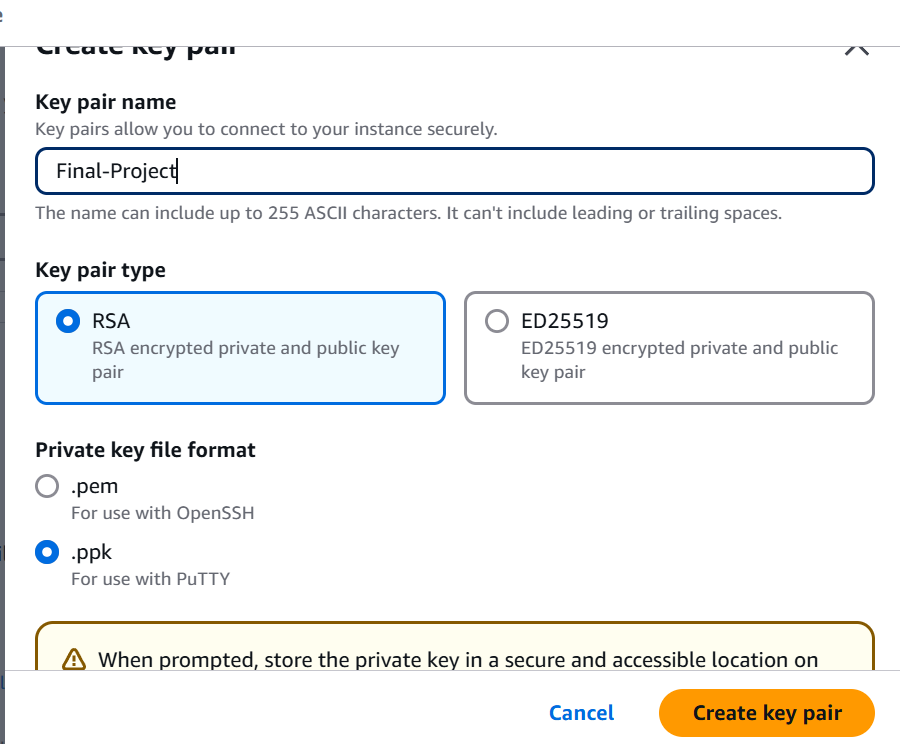 Create key pair
Key pair name
Key pairs allow you to connect to your instance securely.
Final-Project
The name can include up to 255 ASCII characters. It can't include leading or trailing spaces.
Key pair type
RSA
RSA encrypted private and public key
pair
ED25519
ED25519 encrypted private and public
key pair
Private key file format
.pem
For use with OpenSSH
.ppk
For use with PuTTY
When prompted, store the private key in a secure and accessible location on
Cancel
Create key pair